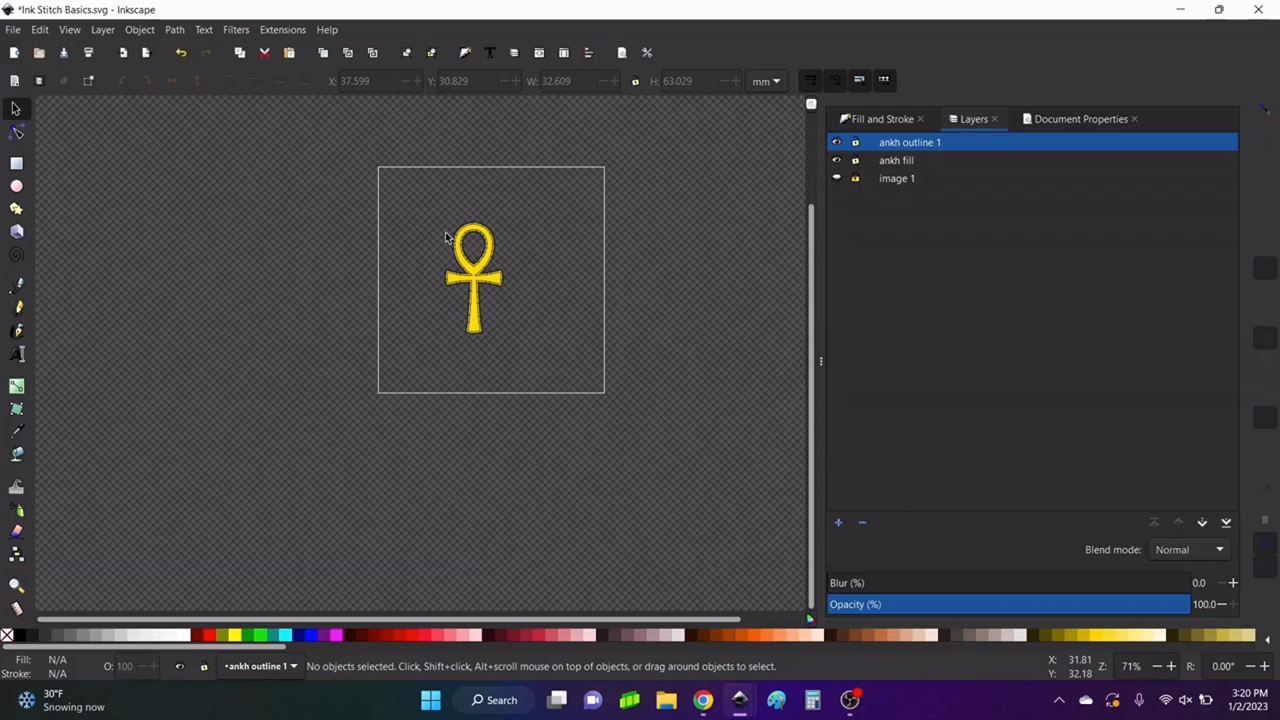 *Ink Stitch Basics.svg - Inkscape
File Edit View Layer Object Path Text Filters Extensions Help
X: 37.599 Y: 30.829 W: 32.609 H: 63.029 mm
Fill and Stroke Layers Document Properties
ankh outline 1
ankh fill
image 1
Blend mode: Normal
Blur (%) 0.0
Opacity (%) 100.0
Fill: N/A
Stroke: N/A
O: 100
•ankh outline 1
No objects selected. Click, Shift+click, Alt+scroll mouse on top of objects, or drag around objects to select.
X: 31.81
Y: 32.18
Z: 71%
R: 0.00°
30°F
Snowing now
Search
3:20 PM
1/2/2023